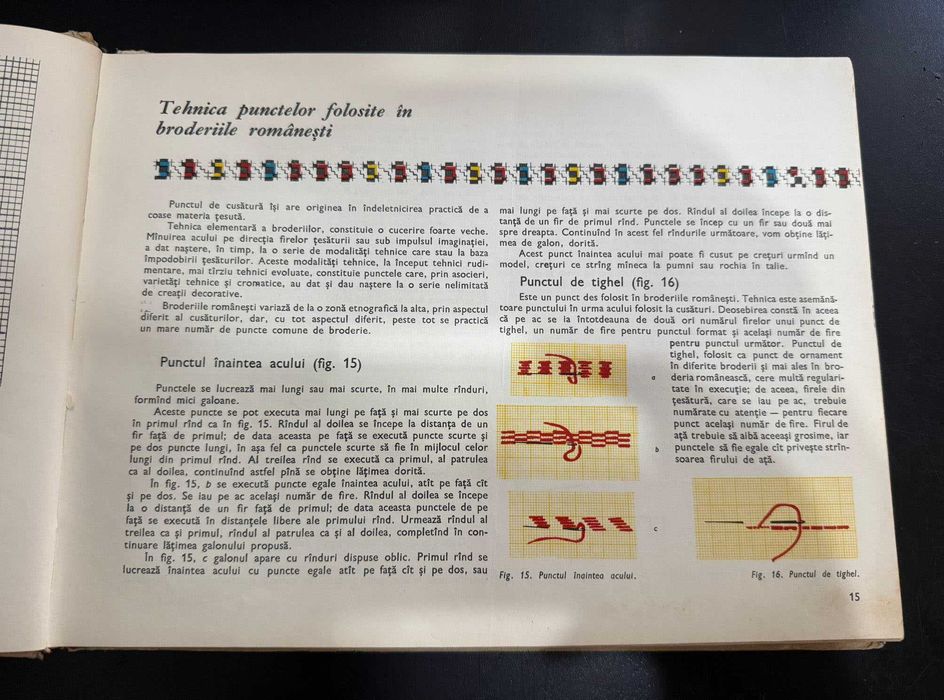 Tehnica punctelor folosite în
broderiile românești
Punctul de cusătură își are originea în îndeletnicirea practică de a
coase materia țesută.
Tehnica elementară a broderiilor, constituie o cucerire foarte veche.
Mînuirea acului pe direcția firelor țesăturii sau sub impulsul imaginației,
a dat naștere, în timp, la o serie de modalități tehnice care stau la baza
împodobirii țesăturilor. Aceste modalități tehnice, la început tehnici rudi-
mentare, mai tîrziu tehnici evoluate, constituie punctele care, prin asocieri,
varietăți tehnice și cromatice, au dat și dau naștere la o serie nelimitată
de creații decorative.
Broderiile românești variază de la o zonă etnografică la alta, prin aspectul
diferit al cusăturilor, dar, cu tot aspectul diferit, peste tot se practică
un mare număr de puncte comune de broderie.
Punctul înaintea acului (fig. 15)
Punctele se lucrează mai lungi sau mai scurte, în mai multe rînduri,
formînd mici galoane.
Aceste puncte se pot executa mai lungi pe față și mai scurte pe dos
în primul rînd ca în fig. 15. Rîndul al doilea se începe la distanța de un
fir față de primul; de data aceasta pe față se execută puncte scurte și
pe dos puncte lungi, în așa fel ca punctele scurte să fie în mijlocul celor
lungi din primul rînd. Al treilea rînd se execută ca primul, al patrulea
ca al doilea, continuînd astfel pînă se obține lățimea dorită.
În fig. 15, b se execută puncte egale înaintea acului, atît pe față cît
și pe dos. Se iau pe ac același număr de fire. Rîndul al doilea se începe
la o distanță de un fir față de primul; de data aceasta punctele de pe
față se execută în distanțele libere ale primului rînd. Urmează rîndul al
treilea ca și primul, rîndul al patrulea ca și al doilea, completînd în con-
tinuare lățimea galonului propusă.
În fig. 15, c galonul apare cu rînduri dispuse oblic. Primul rînd se
lucrează înaintea acului cu puncte egale atît pe față cît și pe dos, sau
mai lungi pe față și mai scurte pe dos. Rîndul al doilea începe la o dis-
tanță de un fir de primul rînd. Punctele se încep cu un fir sau două mai
spre dreapta. Continuînd în acest fel rîndurile următoare, vom obține lăți-
mea de galon, dorită.
Acest punct înaintea acului mai poate fi cusut pe crețuri urmînd un
model, crețuri ce strîng mîneca la pumni sau rochia în talie.
Punctul de tighel (fig. 16)
Este un punct des folosit în broderiile românești. Tehnica este asemănă-
toare punctului în urma acului folosit la cusături. Deosebirea constă în aceea
că pe ac se ia întotdeauna de două ori numărul firelor unui punct de
tighel, un număr de fire pentru punctul format și același număr de fire
pentru punctul următor. Punctul de
tighel, folosit ca punct de ornament
în diferite broderii și mai ales în bro-
deria românească, cere multă regulari-
tate în execuție; de aceea, firele din
țesătură, care se iau pe ac, trebuie
numărate cu atenție — pentru fiecare
punct același număr de fire. Firul de
ață trebuie să aibă aceeași grosime, iar
punctele să fie egale cît privește strîn-
soarea firului de ață.
a
b
c
Fig. 15. Punctul înaintea acului.
Fig. 16. Punctul de tighel.
15